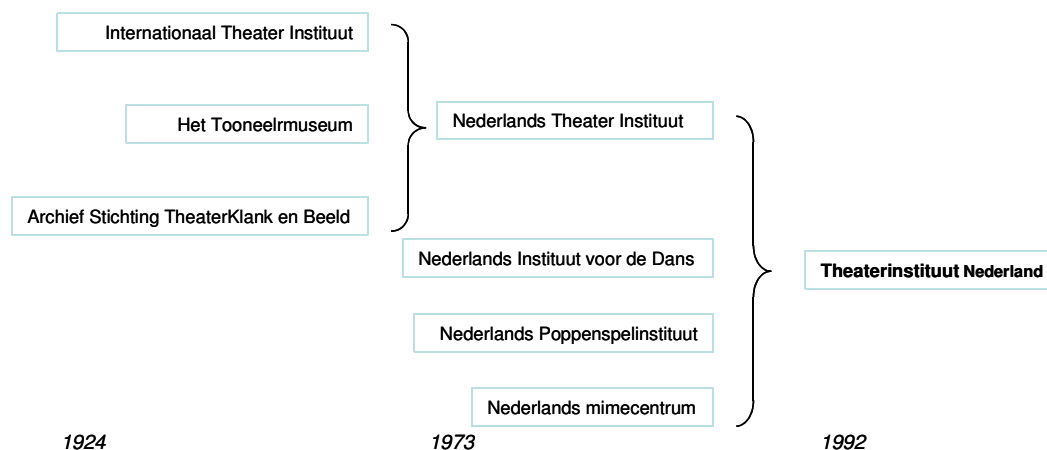 Internationaal Theater Instituut
Het Tooneelrmuseum
Archief Stichting TheaterKlank en Beeld
Nederlands Theater Instituut
Nederlands Instituut voor de Dans
Nederlands Poppenspelinstituut
Nederlands mimecentrum
Theaterinstituut Nederland
1924
1973
1992